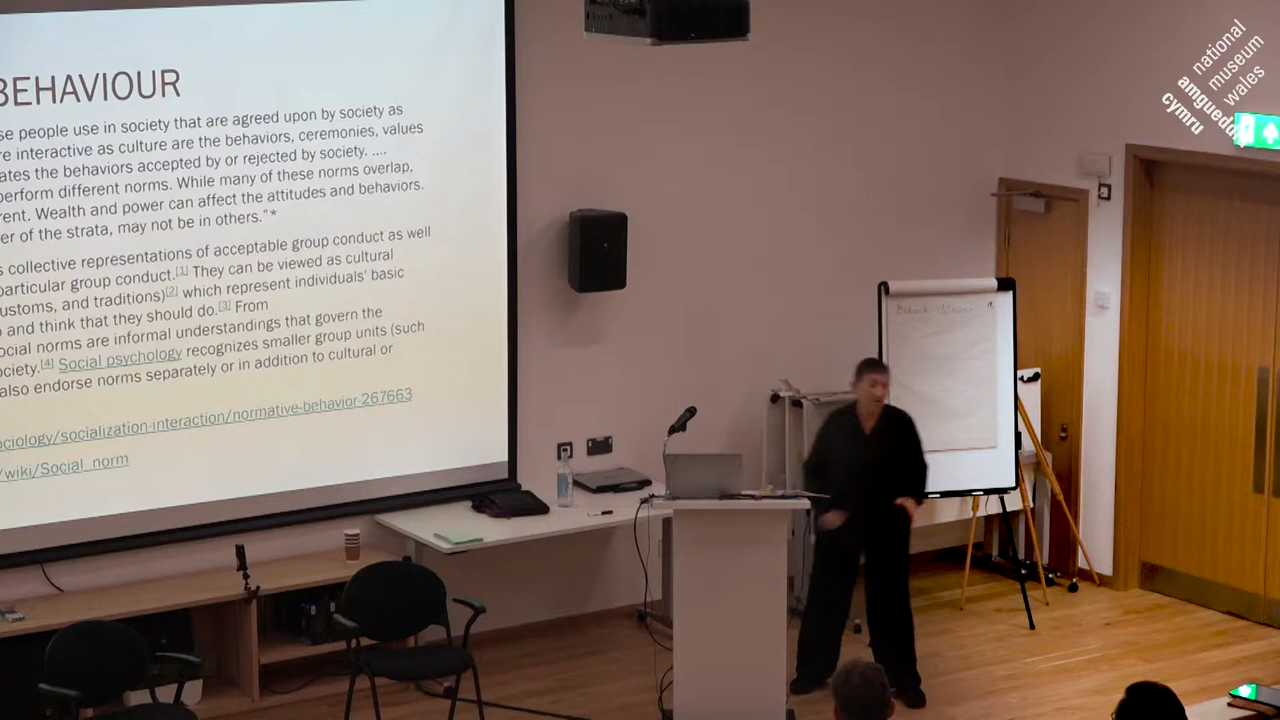 BEHAVIOUR
se people use in society that are agreed upon by society as
re interactive as culture are the behaviors, ceremonies, values
ates the behaviors accepted by or rejected by society. ....
perform different norms. While many of these norms overlap,
rent. Wealth and power can affect the attitudes and behaviors.
er of the strata, may not be in others."*
s collective representations of acceptable group conduct as well
particular group conduct.[1] They can be viewed as cultural
ustoms, and traditions)[2] which represent individuals' basic
o and think that they should do.[3] From
ocial norms are informal understandings that govern the
ociety.[4] Social psychology recognizes smaller group units (such
also endorse norms separately or in addition to cultural or
ociology/socialization-interaction/normative-behavior-267663
/wiki/Social_norm
national
museum
wales
amgueddfa
cymru